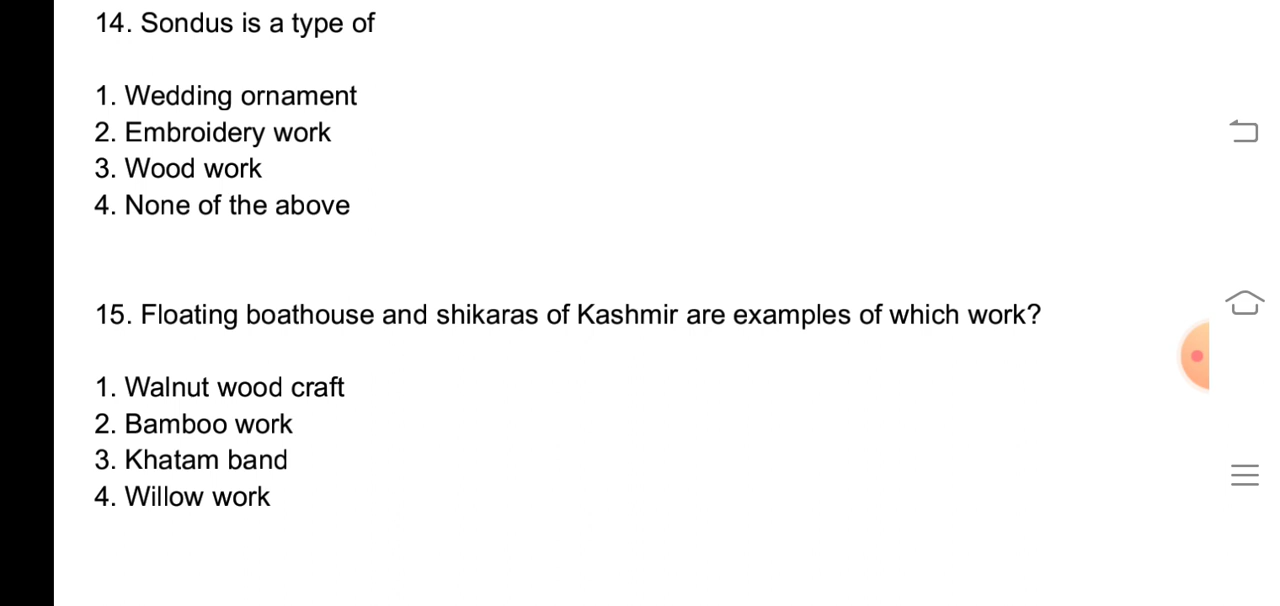 14. Sondus is a type of
1. Wedding ornament
2. Embroidery work
3. Wood work
4. None of the above
15. Floating boathouse and shikaras of Kashmir are examples of which work?
1. Walnut wood craft
2. Bamboo work
3. Khatam band
4. Willow work